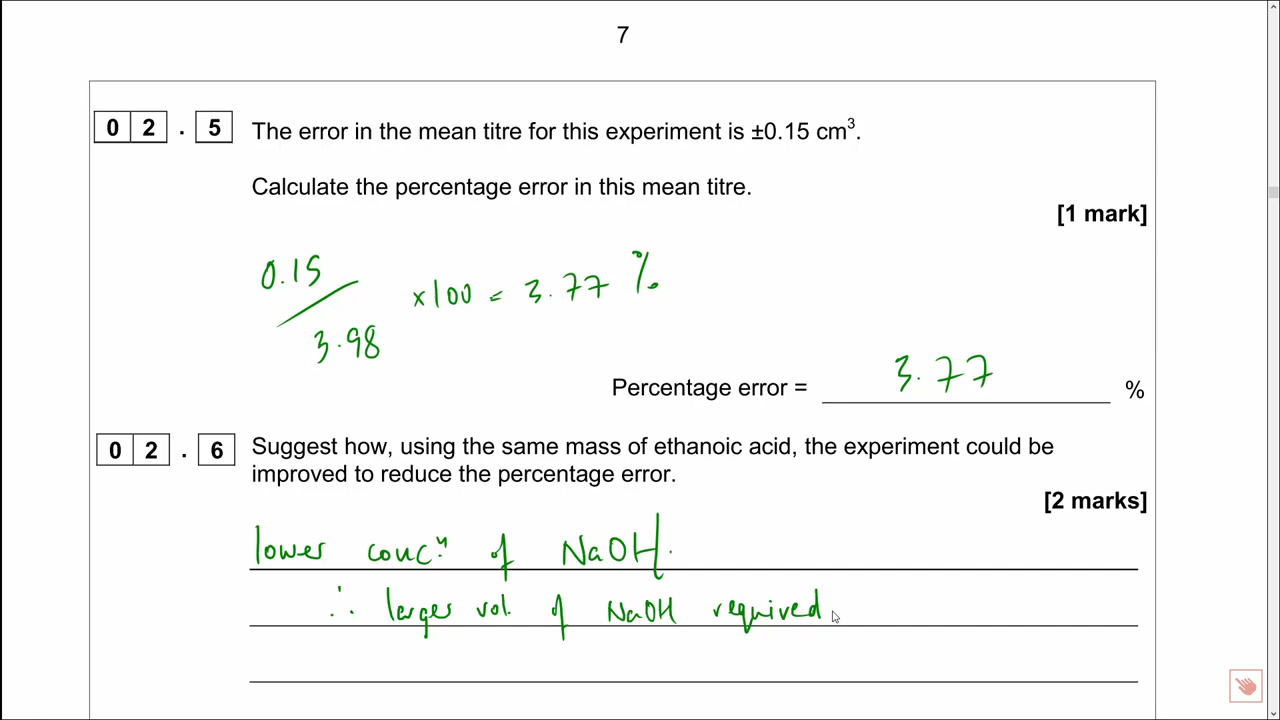 7
0 2 . 5 The error in the mean titre for this experiment is ±0.15 cm³.
Calculate the percentage error in this mean titre.
[1 mark]
0.15 / 3.98 ×100 = 3.77 %
Percentage error = 3.77 %
0 2 . 6 Suggest how, using the same mass of ethanoic acid, the experiment could be
improved to reduce the percentage error.
[2 marks]
lower concⁿ of NaOH.
∴ larger vol. of NaOH required